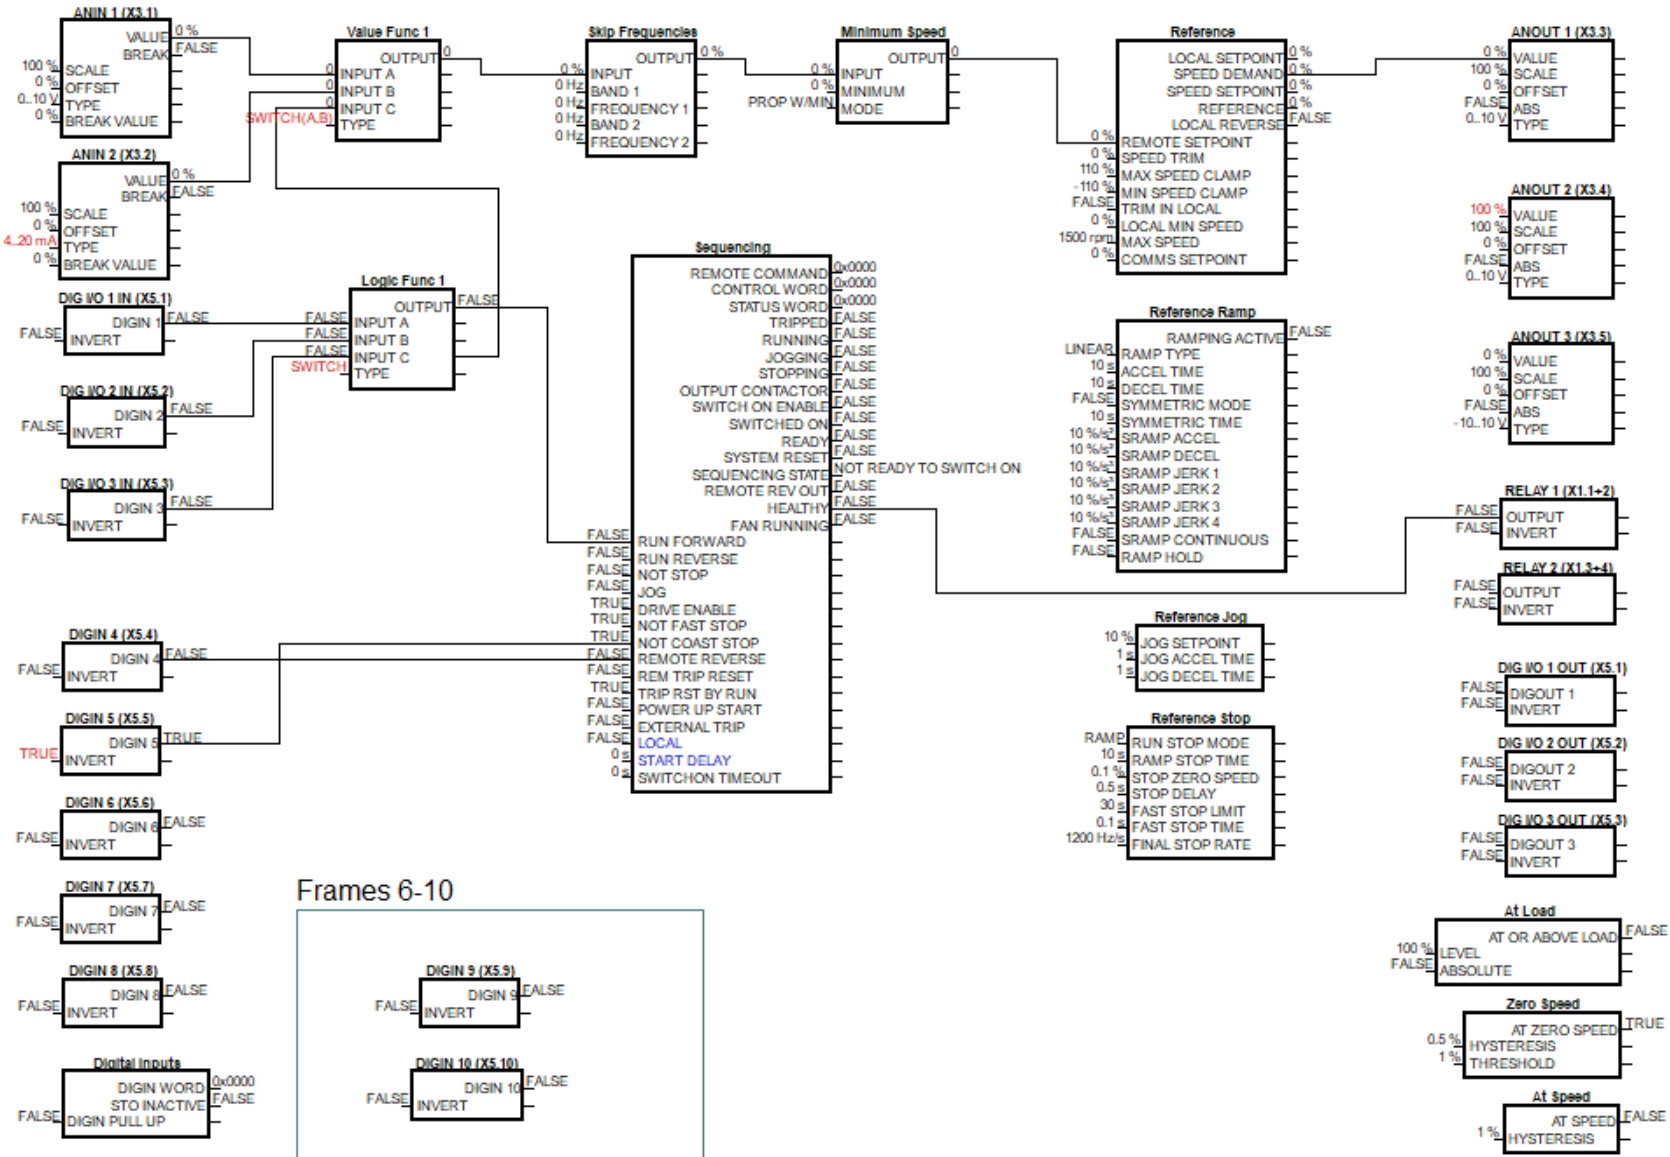 ANIN 1 (X3.1)
VALUE 0 %
BREAK FALSE
100 % SCALE
0 % OFFSET
0..10 V TYPE
0 % BREAK VALUE
ANIN 2 (X3.2)
VALUE 0 %
BREAK FALSE
100 % SCALE
0 % OFFSET
4..20 mA TYPE
0 % BREAK VALUE
DIG I/O 1 IN (X5.1)
DIGIN 1 FALSE
FALSE INVERT
DIG I/O 2 IN (X5.2)
DIGIN 2 FALSE
FALSE INVERT
DIG I/O 3 IN (X5.3)
DIGIN 3 FALSE
FALSE INVERT
DIGIN 4 (X5.4)
DIGIN 4 FALSE
FALSE INVERT
DIGIN 5 (X5.5)
DIGIN 5 TRUE
TRUE INVERT
DIGIN 6 (X5.6)
DIGIN 6 FALSE
FALSE INVERT
DIGIN 7 (X5.7)
DIGIN 7 FALSE
FALSE INVERT
DIGIN 8 (X5.8)
DIGIN 8 FALSE
FALSE INVERT
Digital Inputs
DIGIN WORD 0x0000
STO INACTIVE FALSE
FALSE DIGIN PULL UP
Value Func 1
OUTPUT 0
0 INPUT A
0 INPUT B
0 INPUT C
SWITCH(A,B) TYPE
Logic Func 1
OUTPUT FALSE
FALSE INPUT A
FALSE INPUT B
FALSE INPUT C
SWITCH TYPE
Frames 6-10
DIGIN 9 (X5.9)
DIGIN 9 FALSE
FALSE INVERT
DIGIN 10 (X5.10)
DIGIN 10 FALSE
FALSE INVERT
Skip Frequencies
OUTPUT 0 %
0 % INPUT
0 Hz BAND 1
0 Hz FREQUENCY 1
0 Hz BAND 2
0 Hz FREQUENCY 2
Minimum Speed
OUTPUT 0
0 % INPUT
0 % MINIMUM
PROP W/MIN MODE
Sequencing
REMOTE COMMAND 0x0000
CONTROL WORD 0x0000
STATUS WORD 0x0000
TRIPPED FALSE
RUNNING FALSE
JOGGING FALSE
STOPPING FALSE
OUTPUT CONTACTOR FALSE
SWITCH ON ENABLE FALSE
SWITCHED ON FALSE
READY FALSE
SYSTEM RESET FALSE
SEQUENCING STATE NOT READY TO SWITCH ON
REMOTE REV OUT FALSE
HEALTHY FALSE
FAN RUNNING FALSE
FALSE RUN FORWARD
FALSE RUN REVERSE
FALSE NOT STOP
FALSE JOG
TRUE DRIVE ENABLE
TRUE NOT FAST STOP
TRUE NOT COAST STOP
FALSE REMOTE REVERSE
FALSE REM TRIP RESET
TRUE TRIP RST BY RUN
FALSE POWER UP START
FALSE EXTERNAL TRIP
FALSE LOCAL
0 s START DELAY
0 s SWITCHON TIMEOUT
Reference
LOCAL SETPOINT 0 %
SPEED DEMAND 0 %
SPEED SETPOINT 0 %
REFERENCE 0 %
LOCAL REVERSE FALSE
0 % REMOTE SETPOINT
0 % SPEED TRIM
110 % MAX SPEED CLAMP
-110 % MIN SPEED CLAMP
FALSE TRIM IN LOCAL
0 % LOCAL MIN SPEED
1500 rpm MAX SPEED
0 % COMMS SETPOINT
Reference Ramp
RAMPING ACTIVE FALSE
LINEAR RAMP TYPE
10 s ACCEL TIME
10 s DECEL TIME
FALSE SYMMETRIC MODE
10 s SYMMETRIC TIME
10 %/s² SRAMP ACCEL
10 %/s² SRAMP DECEL
10 %/s³ SRAMP JERK 1
10 %/s³ SRAMP JERK 2
10 %/s³ SRAMP JERK 3
10 %/s³ SRAMP JERK 4
FALSE SRAMP CONTINUOUS
FALSE RAMP HOLD
Reference Jog
10 % JOG SETPOINT
1 s JOG ACCEL TIME
1 s JOG DECEL TIME
Reference Stop
RAMP RUN STOP MODE
10 s RAMP STOP TIME
0.1 % STOP ZERO SPEED
0.5 s STOP DELAY
30 s FAST STOP LIMIT
0.1 s FAST STOP TIME
1200 Hz/s FINAL STOP RATE
ANOUT 1 (X3.3)
0 % VALUE
100 % SCALE
0 % OFFSET
FALSE ABS
0..10 V TYPE
ANOUT 2 (X3.4)
100 % VALUE
100 % SCALE
0 % OFFSET
FALSE ABS
0..10 V TYPE
ANOUT 3 (X3.5)
0 % VALUE
100 % SCALE
0 % OFFSET
FALSE ABS
-10..10 V TYPE
RELAY 1 (X1.1+2)
FALSE OUTPUT
FALSE INVERT
RELAY 2 (X1.3+4)
FALSE OUTPUT
FALSE INVERT
DIG I/O 1 OUT (X5.1)
FALSE DIGOUT 1
FALSE INVERT
DIG I/O 2 OUT (X5.2)
FALSE DIGOUT 2
FALSE INVERT
DIG I/O 3 OUT (X5.3)
FALSE DIGOUT 3
FALSE INVERT
At Load
AT OR ABOVE LOAD FALSE
100 % LEVEL
FALSE ABSOLUTE
Zero Speed
AT ZERO SPEED TRUE
0.5 % HYSTERESIS
1 % THRESHOLD
At Speed
AT SPEED FALSE
1 % HYSTERESIS